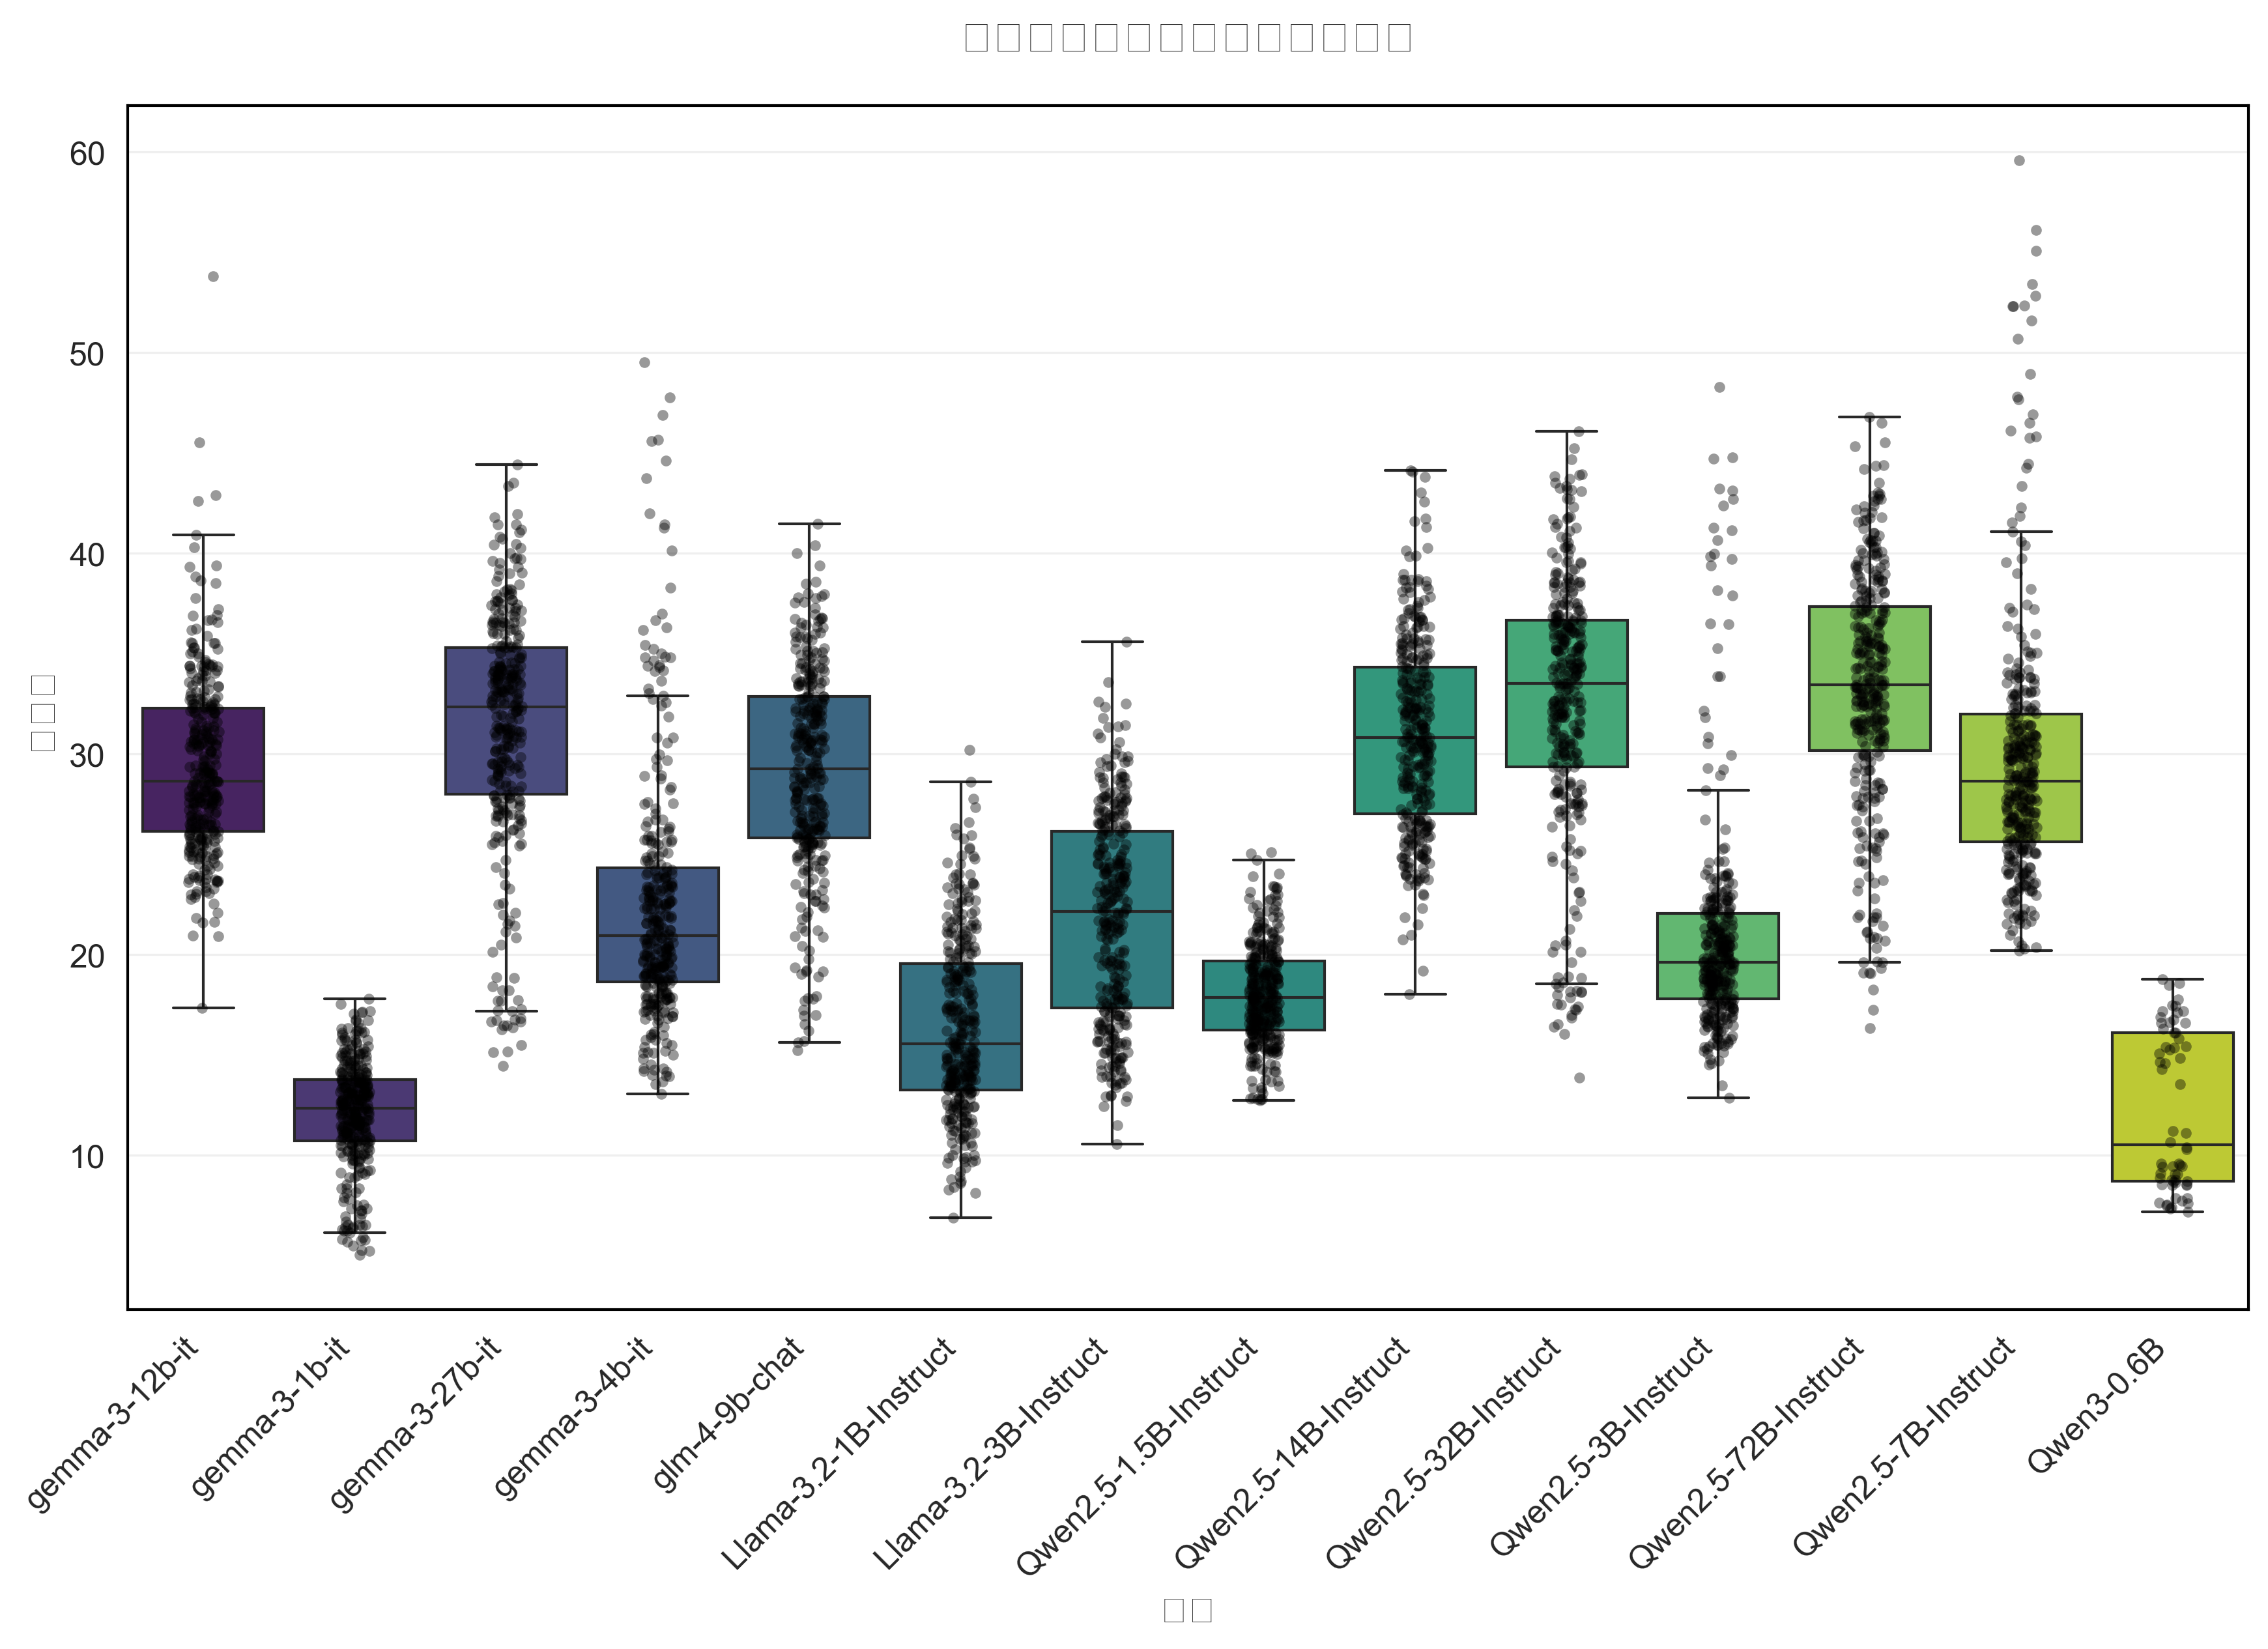 60
50
40
30
20
10
gemma-3-12b-it
gemma-3-1b-it
gemma-3-27b-it
gemma-3-4b-it
glm-4-9b-chat
Llama-3.2-1B-Instruct
Llama-3.2-3B-Instruct
Qwen2.5-1.5B-Instruct
Qwen2.5-14B-Instruct
Qwen2.5-32B-Instruct
Qwen2.5-3B-Instruct
Qwen2.5-72B-Instruct
Qwen2.5-7B-Instruct
Qwen3-0.6B